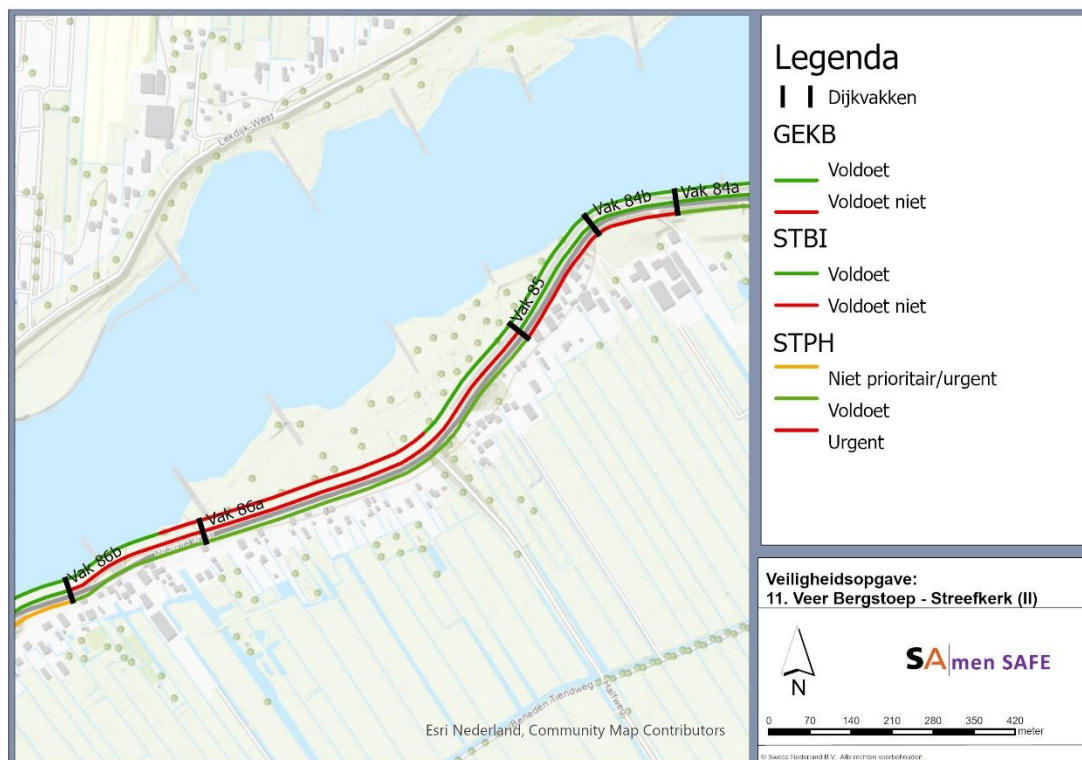 Lekdijk-West
Vak 84b
Vak 84a
Vak 85
Vak 86a
Vak 86b
Beneden-Tiendweg
Halfweg
Esri Nederland, Community Map Contributors
Legenda
Dijkvakken
GEKB
Voldoet
Voldoet niet
STBI
Voldoet
Voldoet niet
STPH
Niet prioritair/urgent
Voldoet
Urgent
Veiligheidsopgave:
11. Veer Bergstoep - Streefkerk (II)
N
SAmen SAFE
0 70 140 210 280 350 420
meter
© Sweco Nederland B.V. Alle rechten voorbehouden